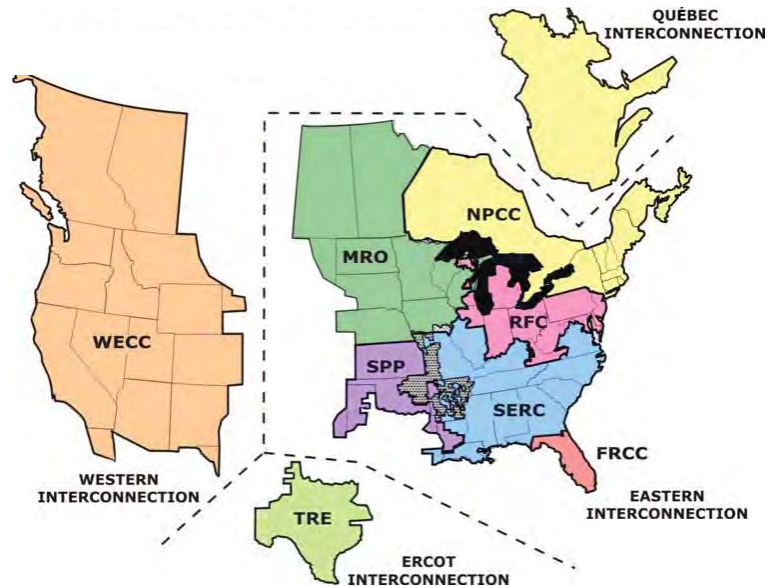 QUÉBEC
INTERCONNECTION
NPCC
MRO
RFC
WECC
SPP
SERC
FRCC
WESTERN
INTERCONNECTION
EASTERN
INTERCONNECTION
TRE
ERCOT
INTERCONNECTION